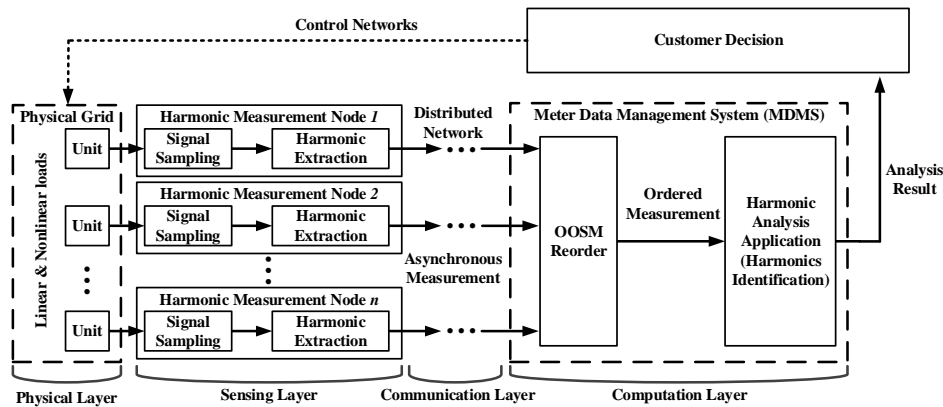 Control Networks
Customer Decision
Physical Grid
Linear & Nonlinear loads
Unit
Unit
Unit
Harmonic Measurement Node 1
Signal
Sampling
Harmonic
Extraction
Harmonic Measurement Node 2
Signal
Sampling
Harmonic
Extraction
Harmonic Measurement Node n
Signal
Sampling
Harmonic
Extraction
Distributed
Network
Asynchronous
Measurement
Meter Data Management System (MDMS)
OOSM
Reorder
Ordered
Measurement
Harmonic
Analysis
Application
(Harmonics
Identification)
Analysis
Result
Physical Layer
Sensing Layer
Communication Layer
Computation Layer